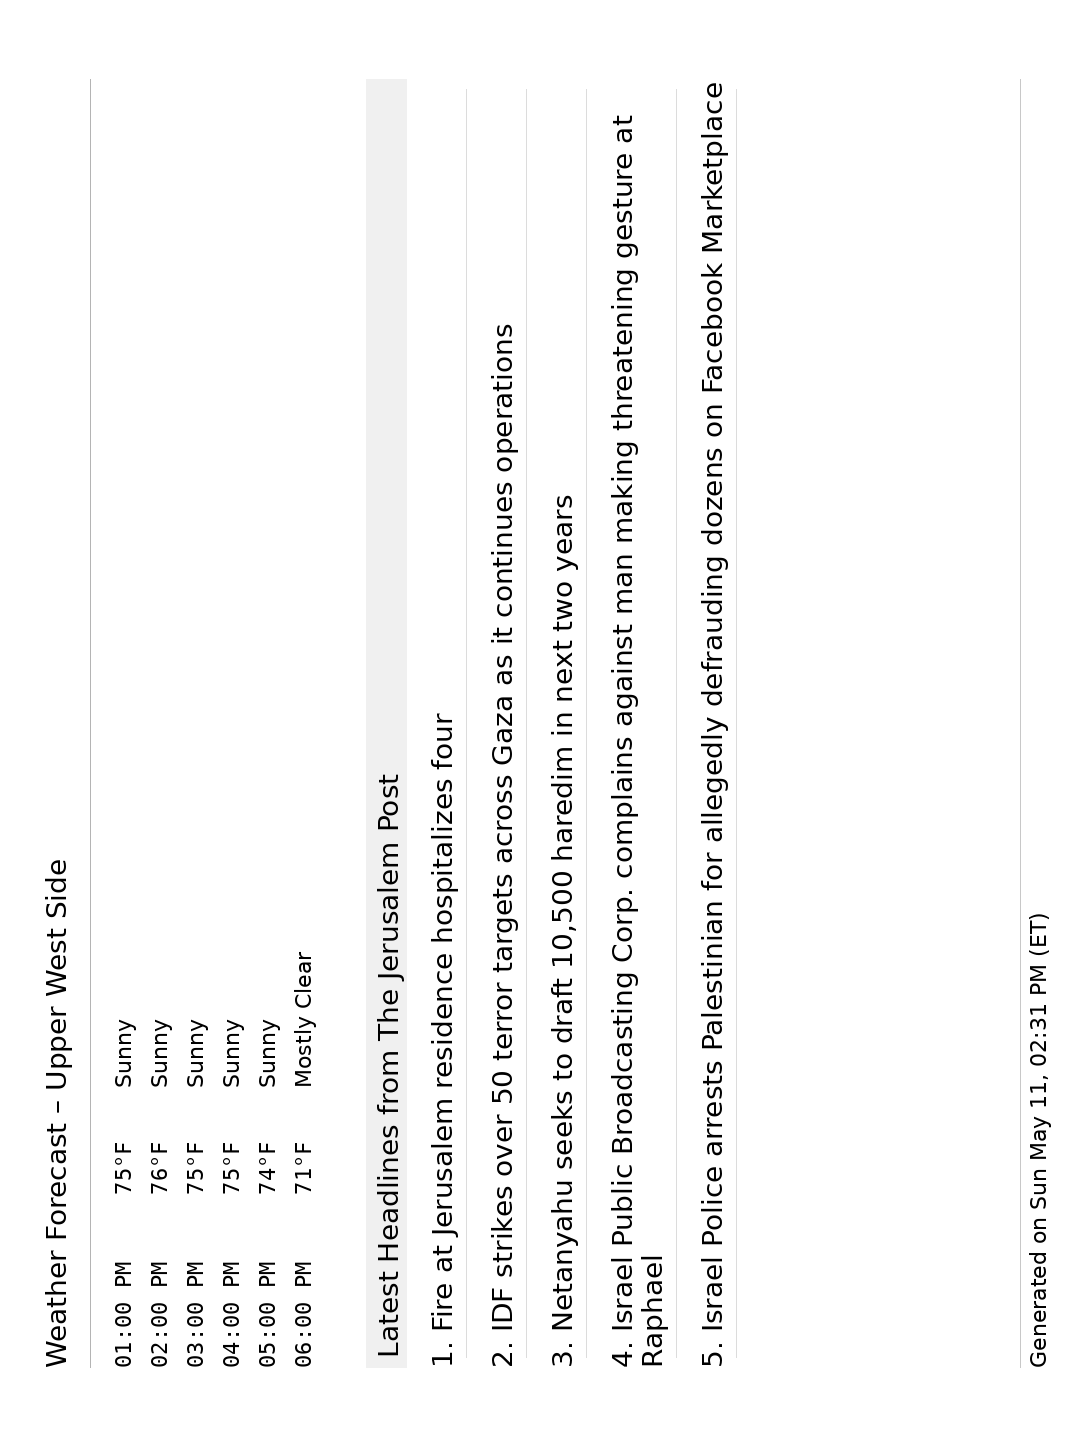 Weather Forecast – Upper West Side
01:00 PM 75°F Sunny
02:00 PM 76°F Sunny
03:00 PM 75°F Sunny
04:00 PM 75°F Sunny
05:00 PM 74°F Sunny
06:00 PM 71°F Mostly Clear
Latest Headlines from The Jerusalem Post
1. Fire at Jerusalem residence hospitalizes four
2. IDF strikes over 50 terror targets across Gaza as it continues operations
3. Netanyahu seeks to draft 10,500 haredim in next two years
4. Israel Public Broadcasting Corp. complains against man making threatening gesture at
Raphael
5. Israel Police arrests Palestinian for allegedly defrauding dozens on Facebook Marketplace
Generated on Sun May 11, 02:31 PM (ET)